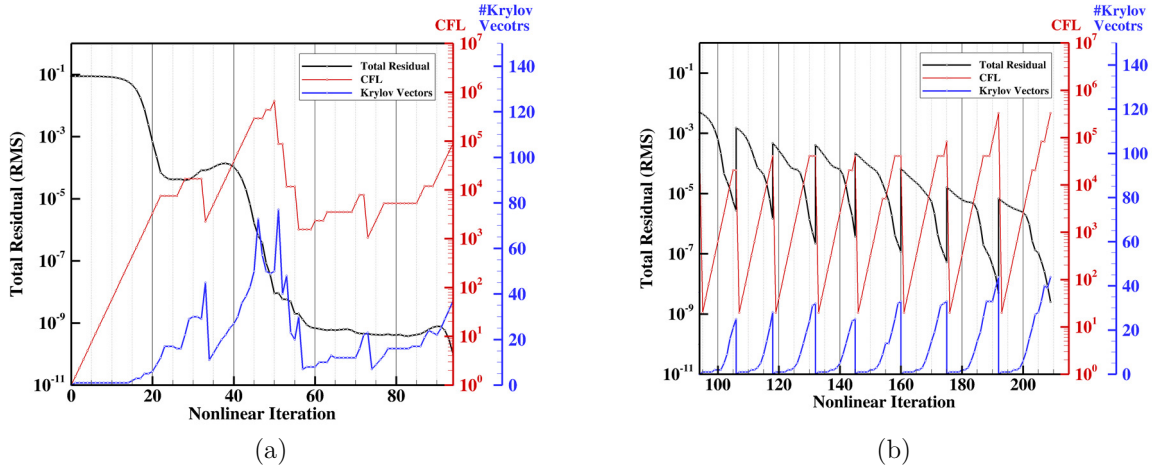 #Krylov
CFL Vecotrs
10^7
10^6
10^5
10^4
10^3
10^2
10^1
10^0
140
120
100
80
60
40
20
0
Total Residual
CFL
Krylov Vectors
10^-1
10^-3
10^-5
10^-7
10^-9
10^-11
Total Residual (RMS)
0 20 40 60 80
Nonlinear Iteration
(a)
#Krylov
CFL Vecotrs
10^7
10^6
10^5
10^4
10^3
10^2
10^1
10^0
140
120
100
80
60
40
20
0
Total Residual
CFL
Krylov Vectors
10^-1
10^-3
10^-5
10^-7
10^-9
10^-11
Total Residual (RMS)
100 120 140 160 180 200
Nonlinear Iteration
(b)